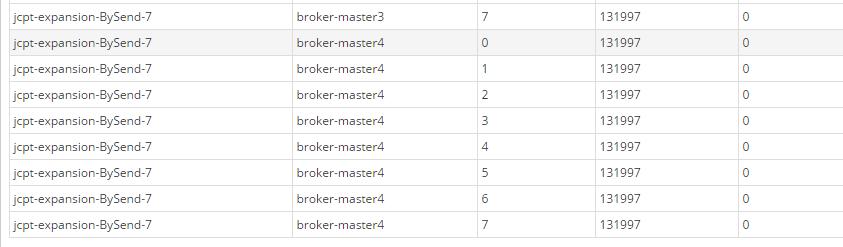 jcpt-expansion-BySend-7 broker-master3 7 131997 0
jcpt-expansion-BySend-7 broker-master4 0 131997 0
jcpt-expansion-BySend-7 broker-master4 1 131997 0
jcpt-expansion-BySend-7 broker-master4 2 131997 0
jcpt-expansion-BySend-7 broker-master4 3 131997 0
jcpt-expansion-BySend-7 broker-master4 4 131997 0
jcpt-expansion-BySend-7 broker-master4 5 131997 0
jcpt-expansion-BySend-7 broker-master4 6 131997 0
jcpt-expansion-BySend-7 broker-master4 7 131997 0